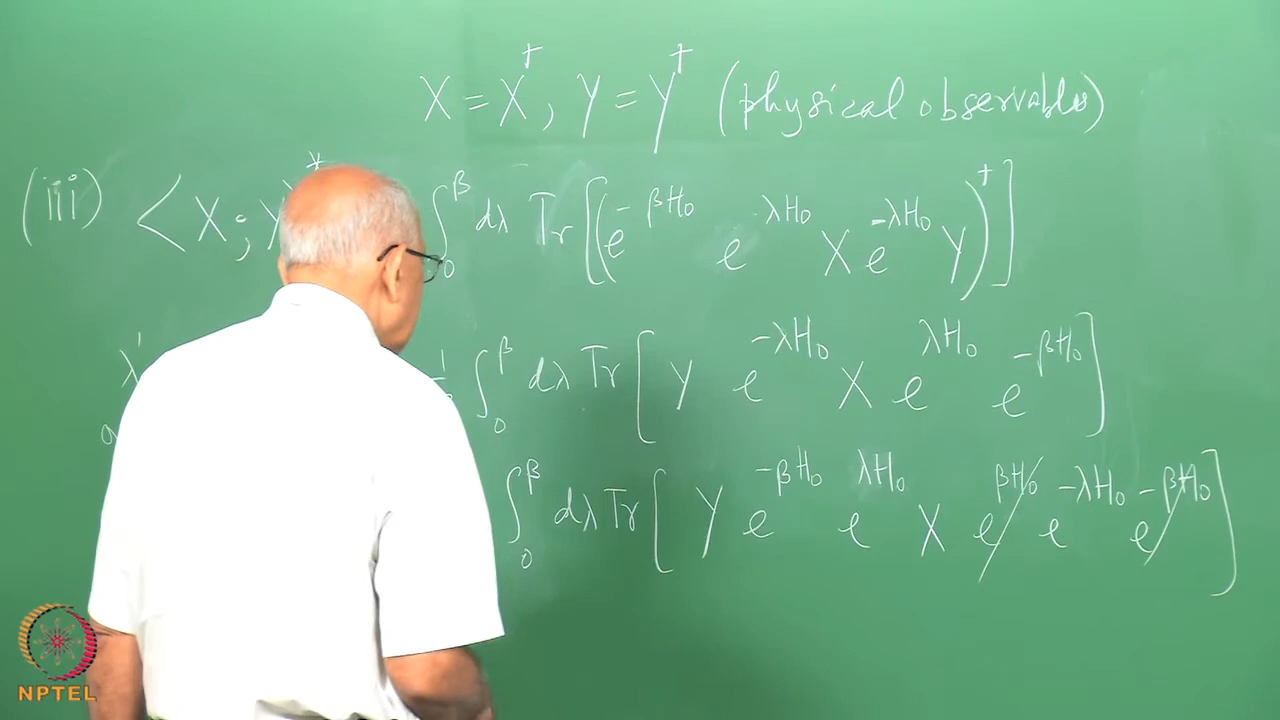 X = X†, Y = Y† (physical observables)
(iii) <X; Y * ∫₀^β dλ Tr [(e^{-βH₀} e^{λH₀} X e^{-λH₀} Y)†]
λ' ∫₀^β dλ Tr [Y e^{-λH₀} X e^{λH₀} e^{-βH₀}]
∫₀^β dλ Tr [Y e^{-βH₀} e^{λH₀} X e^{βH₀} e^{-λH₀} e^{-βH₀}]
NPTEL